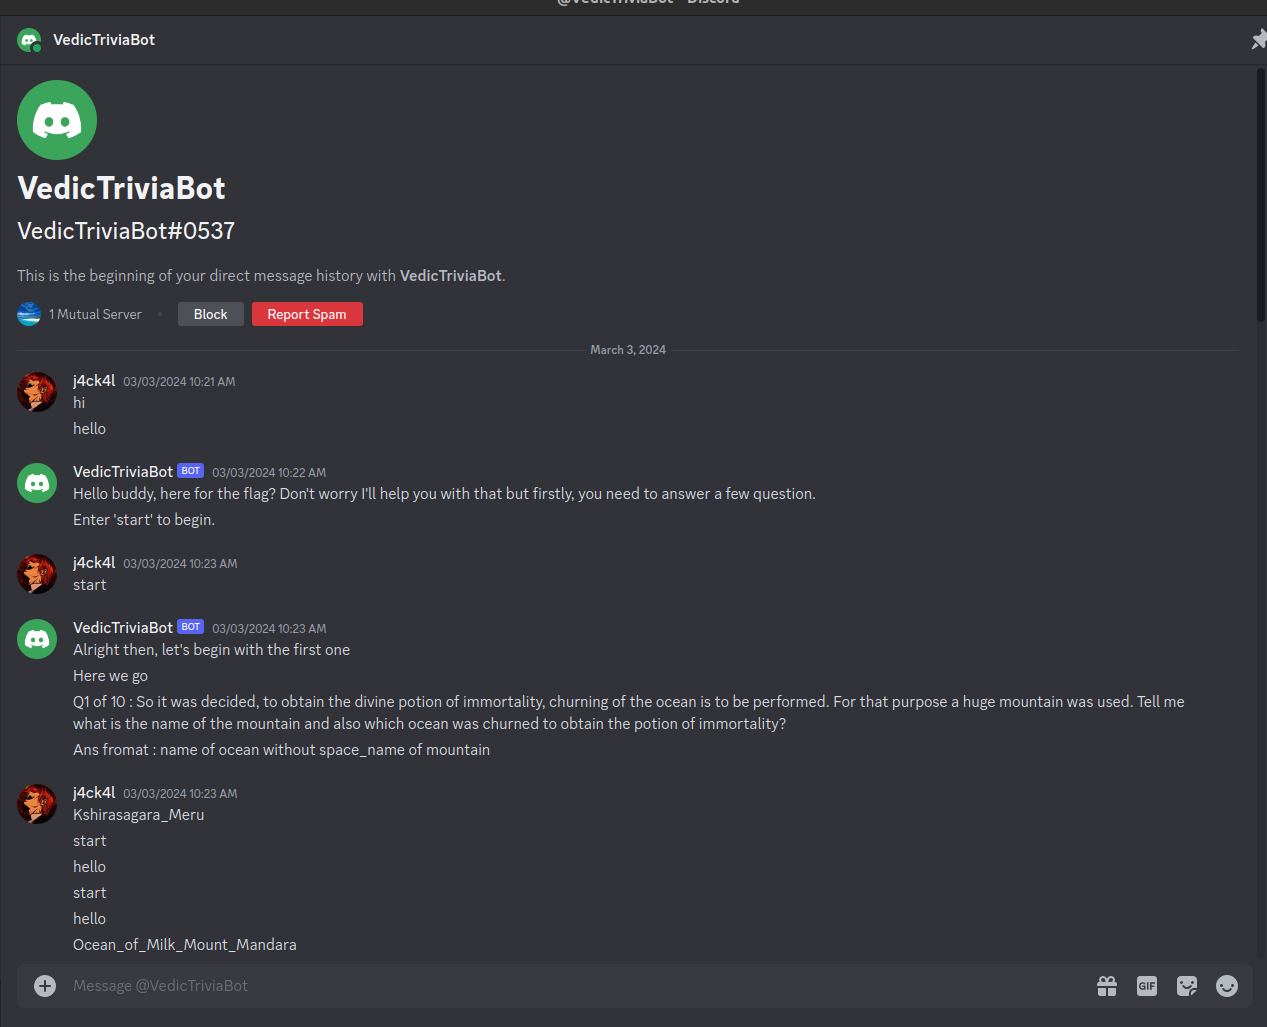 @VedicTriviaBot - Discord
VedicTriviaBot
VedicTriviaBot
VedicTriviaBot#0537
This is the beginning of your direct message history with VedicTriviaBot.
1 Mutual Server • Block Report Spam
March 3, 2024
j4ck4l 03/03/2024 10:21 AM
hi
hello
VedicTriviaBot BOT 03/03/2024 10:22 AM
Hello buddy, here for the flag? Don't worry I'll help you with that but firstly, you need to answer a few question.
Enter 'start' to begin.
j4ck4l 03/03/2024 10:23 AM
start
VedicTriviaBot BOT 03/03/2024 10:23 AM
Alright then, let's begin with the first one
Here we go
Q1 of 10 : So it was decided, to obtain the divine potion of immortality, churning of the ocean is to be performed. For that purpose a huge mountain was used. Tell me
what is the name of the mountain and also which ocean was churned to obtain the potion of immortality?
Ans fromat : name of ocean without space_name of mountain
j4ck4l 03/03/2024 10:23 AM
Kshirasagara_Meru
start
hello
start
hello
Ocean_of_Milk_Mount_Mandara
Message @VedicTriviaBot
GIF